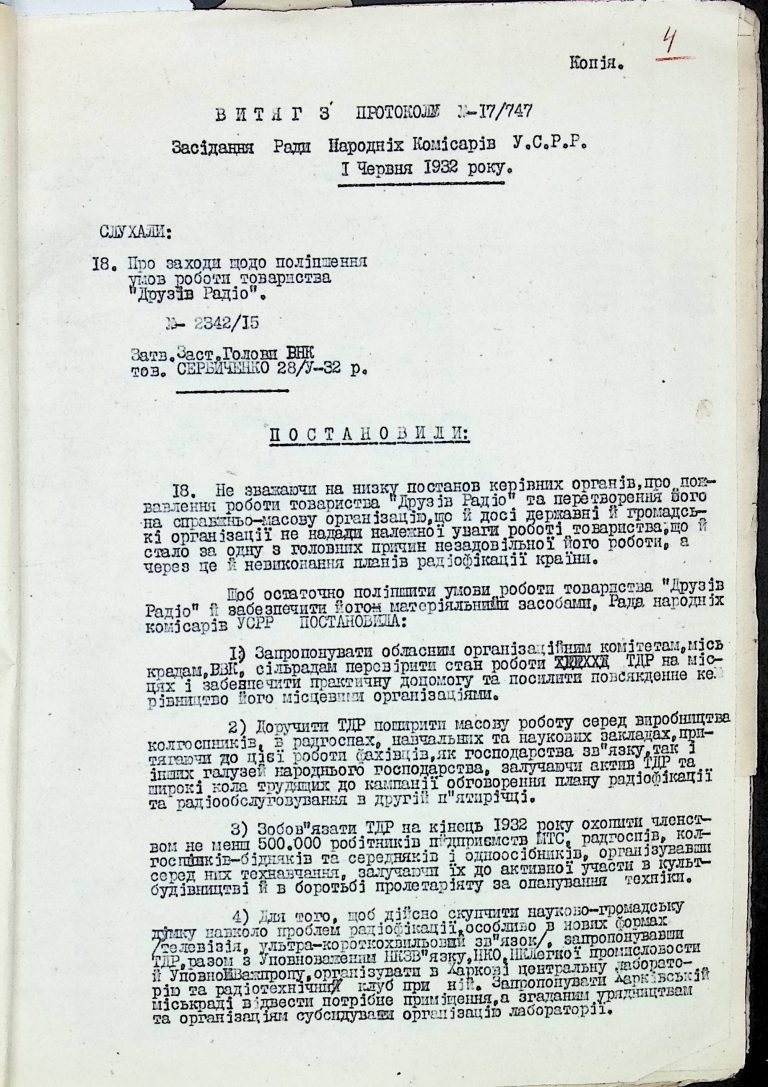 4
Копія.
ВИТЯГ З ПРОТОКОЛУ №-17/747
Засідання Ради Народніх Комісарів У.С.Р.Р.
І Червня 1932 року.
СЛУХАЛИ:
18. Про заходи щодо поліпшення
умов роботи товариства
"Друзів Радіо".
№- 2342/15
Затв.Заст.Голови ВНК
тов. СЕРБИЧЕНКО 28/У-32 р.
ПОСТАНОВИЛИ:
18. Не зважаючи на низку постанов керівних органів,про пож-
вавлення роботи товариства "Друзів Радіо" та перетворення його
на справжньо-масову організацію,що й досі державні й громадсь-
кі організації не надали належної уваги роботі товариства,що й
стало за одну з головних причин незадовільної його роботи, а
через це й невиконання планів радіофікації країни.
Щоб остаточно поліпшити умови роботи товариства "Друзів
Радіо" й забезпечити його матеріяльними засобами, Рада народніх
комісарів УСРР ПОСТАНОВИЛА:
1) Запропонувати обласним організаційним комітетам,місь
крадам,ВВК, сільрадам перевірити стан роботи ТДР на міс-
цях і забезпечити практичну допомогу та посилити повсякденне ке
рівництво його місцевими організаціями.
2) Доручити ТДР поширити масову роботу серед виробництва
колгоспників, в радгоспах, навчальних та наукових закладах,при-
тягаючи до цієї роботи фахівців,як господарства зв"язку,так і
інших галузей народнього господарства, залучаючи актив ТДР та
широкі кола трудящих до кампанії обговорення плану радіофікації
та радіообслуговування в другій п"ятирічці.
3) Зобов"язати ТДР на кінець 1932 року охопити членст-
вом не менш 500.000 робітників підприємств МТС, радгоспів, кол-
госпників-бідняків та середняків і одноосібників, організувавши
серед них технавчання, залучаючи їх до активної участи в культ-
будівництві й в боротьбі пролетаріяту за опанування техніки.
4) Для того, щоб дійсно скупчити науково-громадську
думку навколо проблем радіофікації,особливо в нових формах
/телевізія, ультра-короткохвильовий зв"язок/, запропонувавши
ТДР,разом з Уповноваженим НКЗВ"язку,НКО,НКЛегкої промисловости
й УповноВажпропу,організувати в Харкові центральну лаборато-
рію та радіотехнічний клуб при ній. Запропонувати Харківській
міськраді відвести потрібне приміщення,а згаданим урядництвам
та організаціям субсидувати організацію лабораторії.